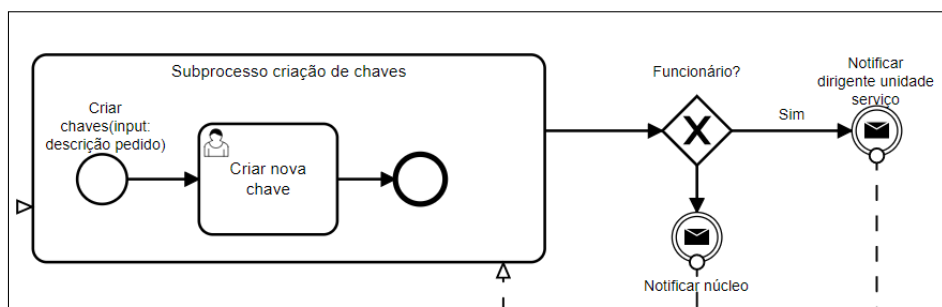 Subprocesso criação de chaves
Criar
chaves(input:
descrição pedido)
Criar nova
chave
Funcionário?
Sim
Notificar
dirigente unidade
serviço
Notificar núcleo